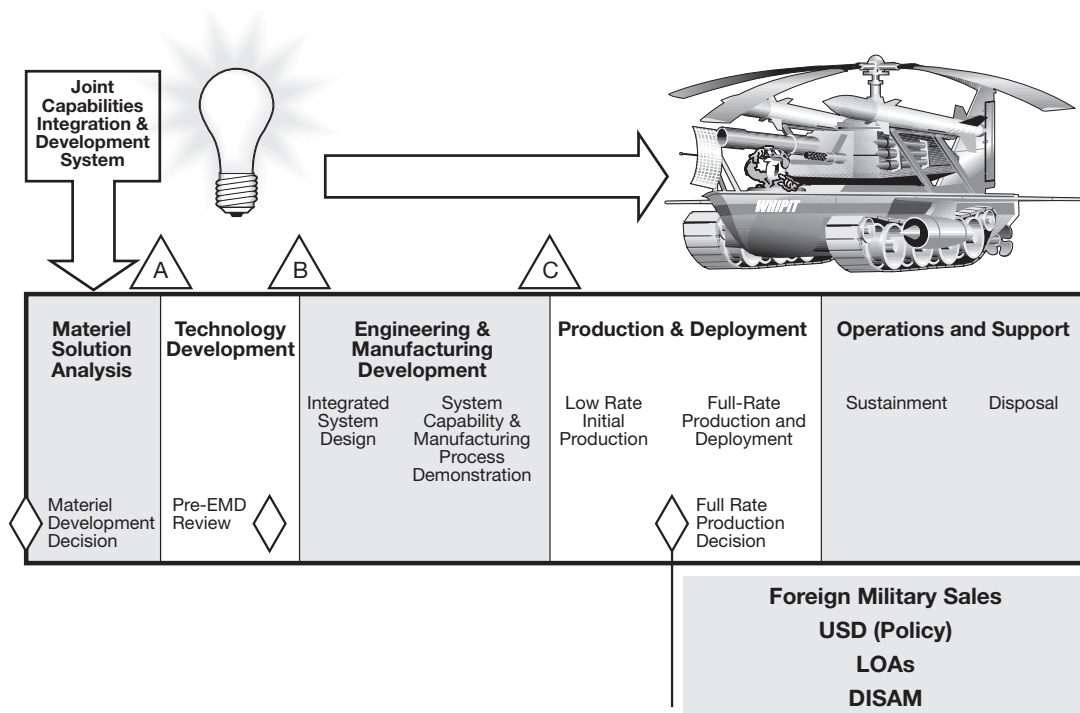 Joint
Capabilities
Integration &
Development
System
WHIPIT
A
B
C
Materiel
Solution
Analysis
Technology
Development
Engineering &
Manufacturing
Development
Integrated
System
Design
System
Capability &
Manufacturing
Process
Demonstration
Production & Deployment
Low Rate
Initial
Production
Full-Rate
Production and
Deployment
Operations and Support
Sustainment
Disposal
Materiel
Development
Decision
Pre-EMD
Review
Full Rate
Production
Decision
Foreign Military Sales
USD (Policy)
LOAs
DISAM